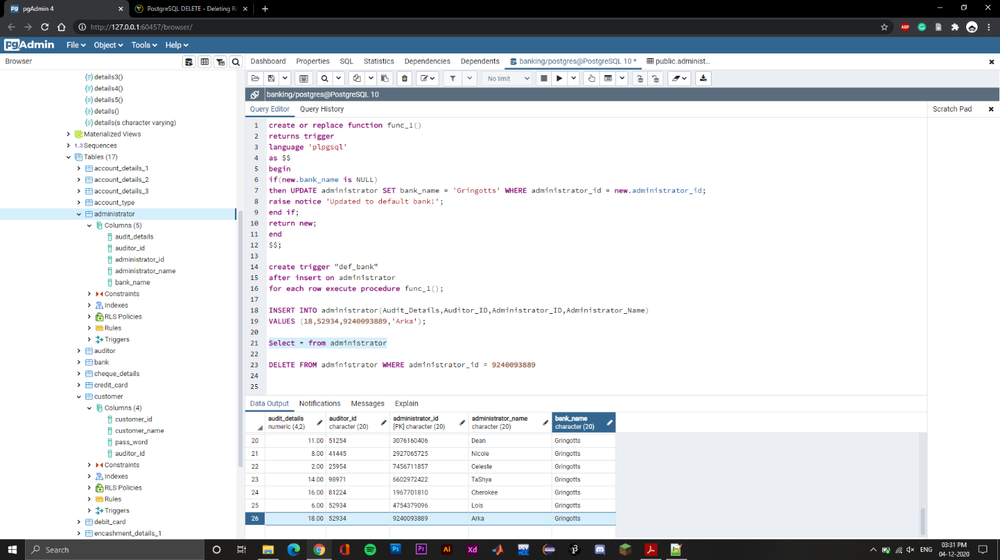 pgAdmin 4
PostgreSQL DELETE - Deleting Ro
http://127.0.0.1:60457/browser/
ABP
pgAdmin
File
Object
Tools
Help
Browser
Dashboard
Properties
SQL
Statistics
Dependencies
Dependents
banking/postgres@PostgreSQL 10 *
public.administ...
No limit
banking/postgres@PostgreSQL 10
Query Editor
Query History
Scratch Pad
details3()
details4()
details5()
details()
details(s character varying)
Materialized Views
1..3 Sequences
Tables (17)
account_details_1
account_details_2
account_details_3
account_type
administrator
Columns (5)
audit_details
auditor_id
administrator_id
administrator_name
bank_name
Constraints
Indexes
RLS Policies
Rules
Triggers
auditor
bank
cheque_details
credit_card
customer
Columns (4)
customer_id
customer_name
pass_word
auditor_id
Constraints
Indexes
RLS Policies
Rules
Triggers
debit_card
encashment_details_1
1 create or replace function func_1()
2 returns trigger
3 language 'plpgsql'
4 as $$
5 begin
6 if(new.bank_name is NULL)
7 then UPDATE administrator SET bank_name = 'Gringotts' WHERE administrator_id = new.administrator_id;
8 raise notice 'Updated to default bank!';
9 end if;
10 return new;
11 end
12 $$;
13
14 create trigger "def_bank"
15 after insert on administrator
16 for each row execute procedure func_1();
17
18 INSERT INTO administrator(Audit_Details,Auditor_ID,Administrator_ID,Administrator_Name)
19 VALUES (18,52934,9240093889,'Arka');
20
21 Select * from administrator
22
23 DELETE FROM administrator WHERE administrator_id = 9240093889
24
25
Data Output
Notifications
Messages
Explain
audit_details auditor_id administrator_id administrator_name bank_name
numeric (4,2) character (20) [PK] character (20) character (20) character (20)
20 11.00 51254 3076160406 Dean Gringotts
21 8.00 41445 2927065725 Nicole Gringotts
22 2.00 25954 7456711857 Celeste Gringotts
23 14.00 98971 6602972422 TaShya Gringotts
24 16.00 81224 1967701810 Cherokee Gringotts
25 6.00 52934 4754379096 Lois Gringotts
26 18.00 52934 9240093889 Arka Gringotts
Search
Ps
Pr
Ai
Xd
DEV
ENG
03:31 PM
04-12-2020